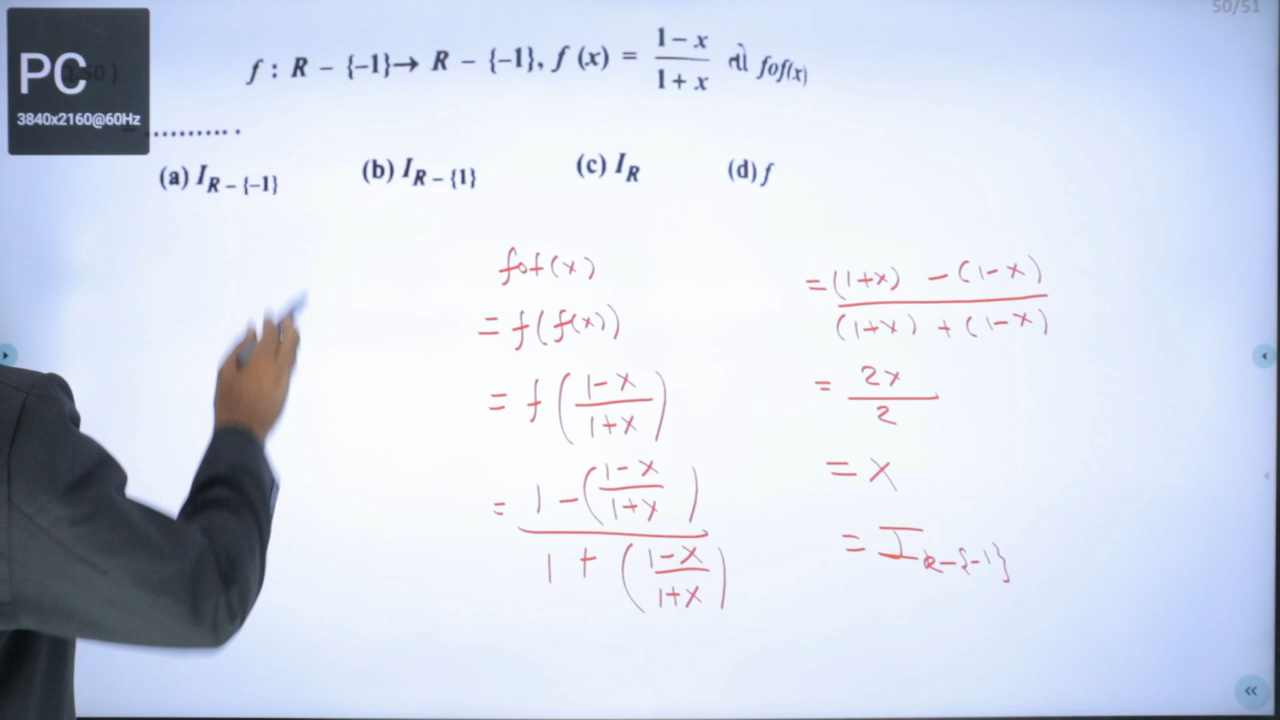 50/51
PC
3840x2160@60Hz
f : R – {–1}→ R – {–1}, f (x) = (1 – x)/(1 + x) તો fof(x)
= .......... .
(a) I_{R – {–1}} (b) I_{R – {1}} (c) I_R (d) f
fof(x)
= f(f(x))
= f((1-x)/(1+x))
= (1-((1-x)/(1+x)))/(1+((1-x)/(1+x)))
= ((1+x) - (1-x))/((1+x) + (1-x))
= 2x/2
= x
= I_{R-{-1}}